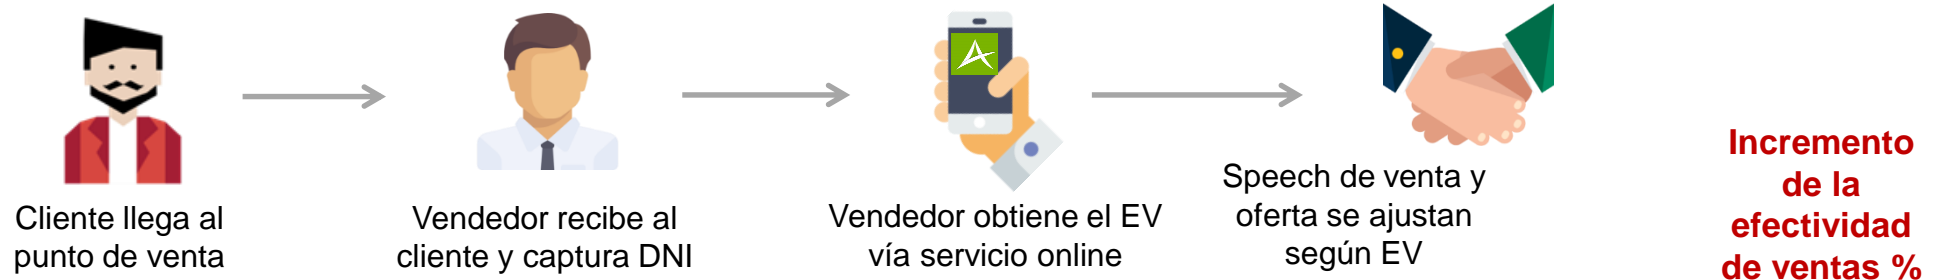 Cliente llega al
punto de venta
Vendedor recibe al
cliente y captura DNI
Vendedor obtiene el EV
vía servicio online
Speech de venta y
oferta se ajustan
según EV
Incremento
de la
efectividad
de ventas %